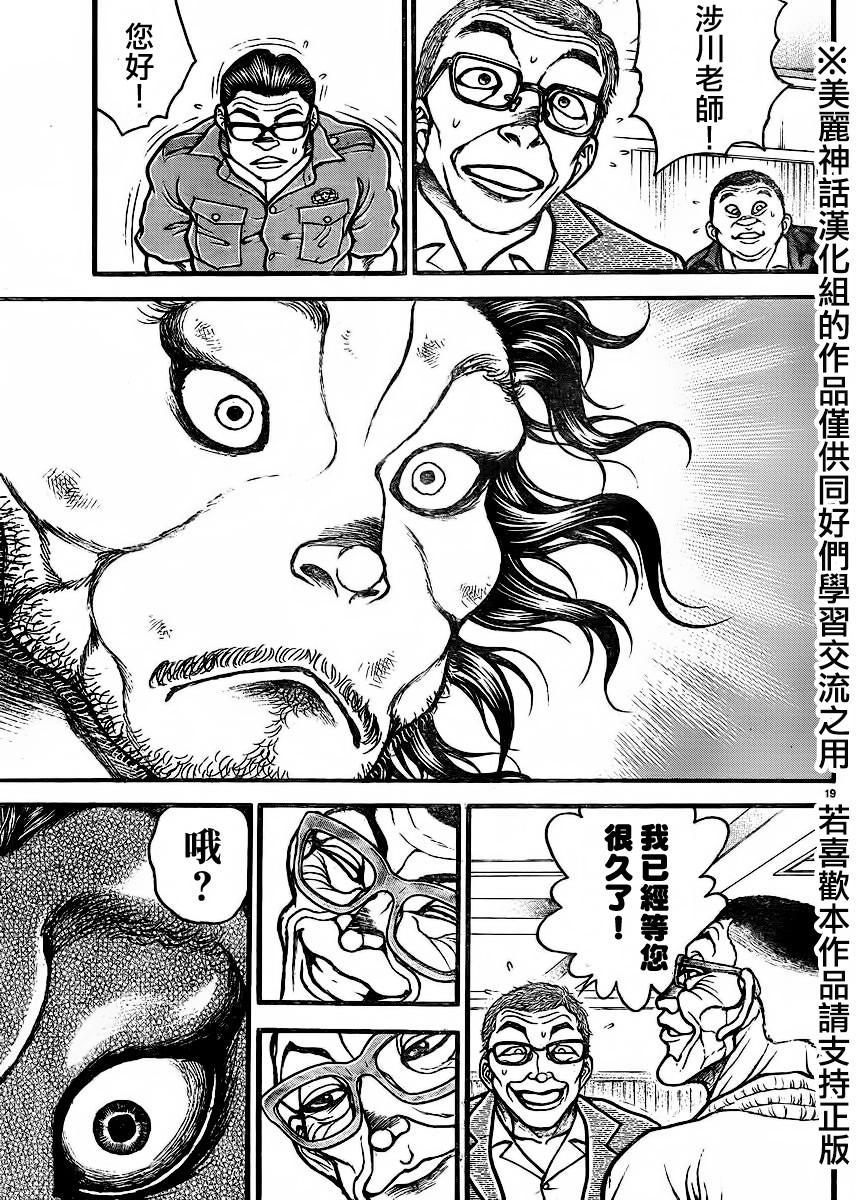 涉川老師！
您好！
我已經等您
很久了！
哦？
※美麗神話漢化組的作品僅供同好們學習交流之用
19
若喜歡本作品請支持正版